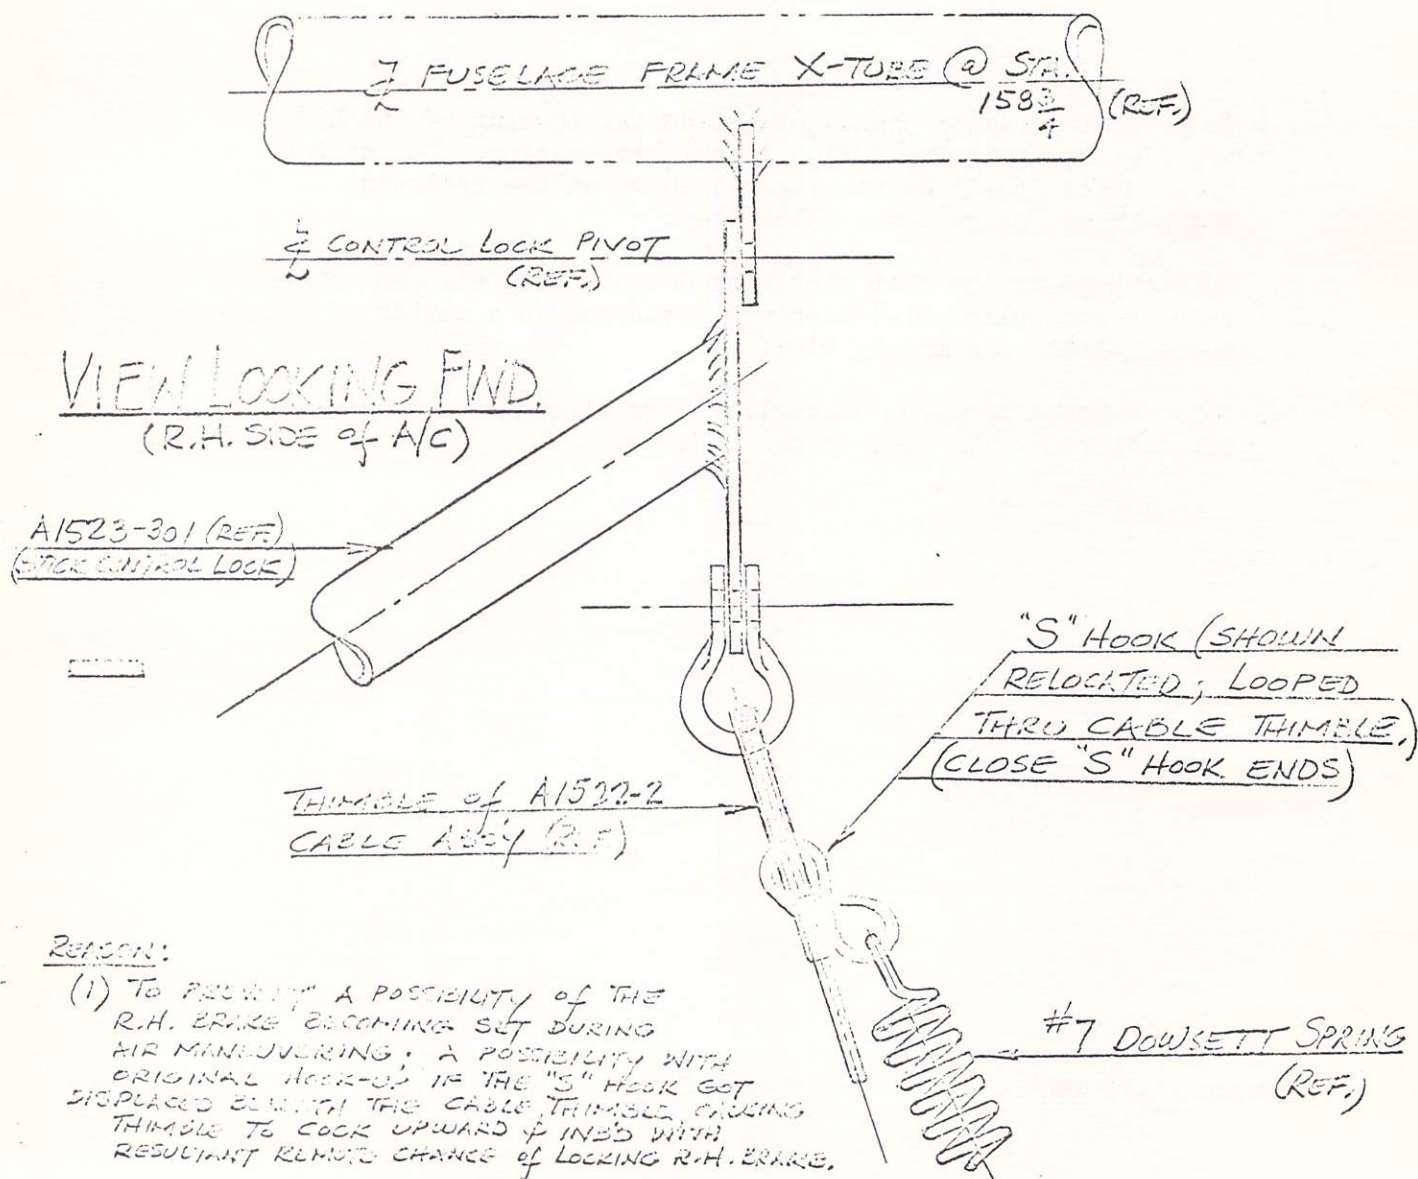 ℄ FUSELAGE FRAME X-TUBE @ STA.
158 3/4 (REF.)
℄ CONTROL LOCK PIVOT
(REF.)
VIEW LOOKING FWD.
(R.H. SIDE of A/C)
A1523-301 (REF.)
(STICK CONTROL LOCK)
"S" HOOK (SHOWN
RELOCATED; LOOPED
THRU CABLE THIMBLE.)
(CLOSE "S" HOOK ENDS)
THIMBLE of A1522-2
CABLE ASSY (REF)
REASON:
(1) TO PREVENT A POSSIBILITY of THE
R.H. BRAKE BECOMING SET DURING
AIR MANEUVERING; A POSSIBILITY WITH
ORIGINAL HOOK-UP IF THE "S" HOOK GOT
DISPLACED BENEATH THE CABLE THIMBLE CAUSING
THIMBLE TO COCK UPWARD & INB'D WITH
RESULTANT REMOTE CHANCE of LOCKING R.H. BRAKE.
#7 DOWSETT SPRING
(REF.)